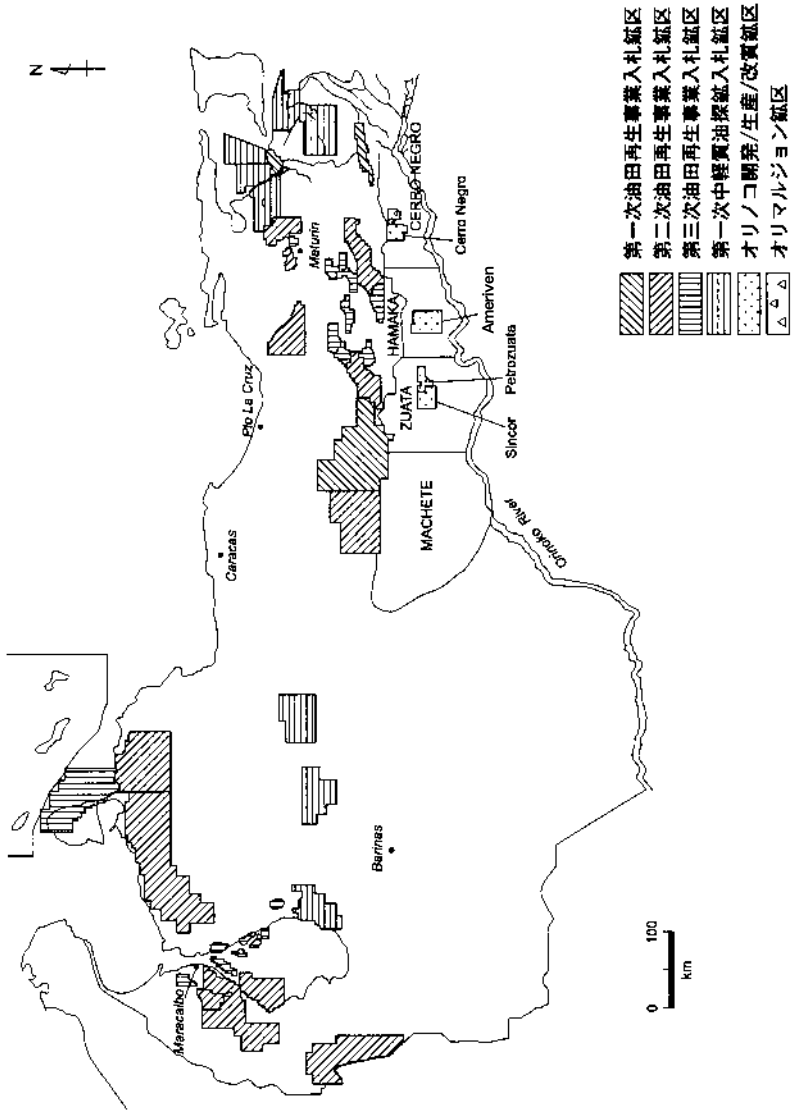 N
Maracaibo
Caracas
Pto La Cruz
Maturin
Barinas
MACHETE
ZUATA
HAMAKA
CERRO NEGRO
Sincor
Petrozuata
Ameriven
Cerro Negro
Orinoko River
0 100
km
第一次油田再生事業入札鉱区
第二次油田再生事業入札鉱区
第三次油田再生事業入札鉱区
第一次中軽質油探鉱入札鉱区
オリノコ開発/生産/改質鉱区
オリマルジョン鉱区